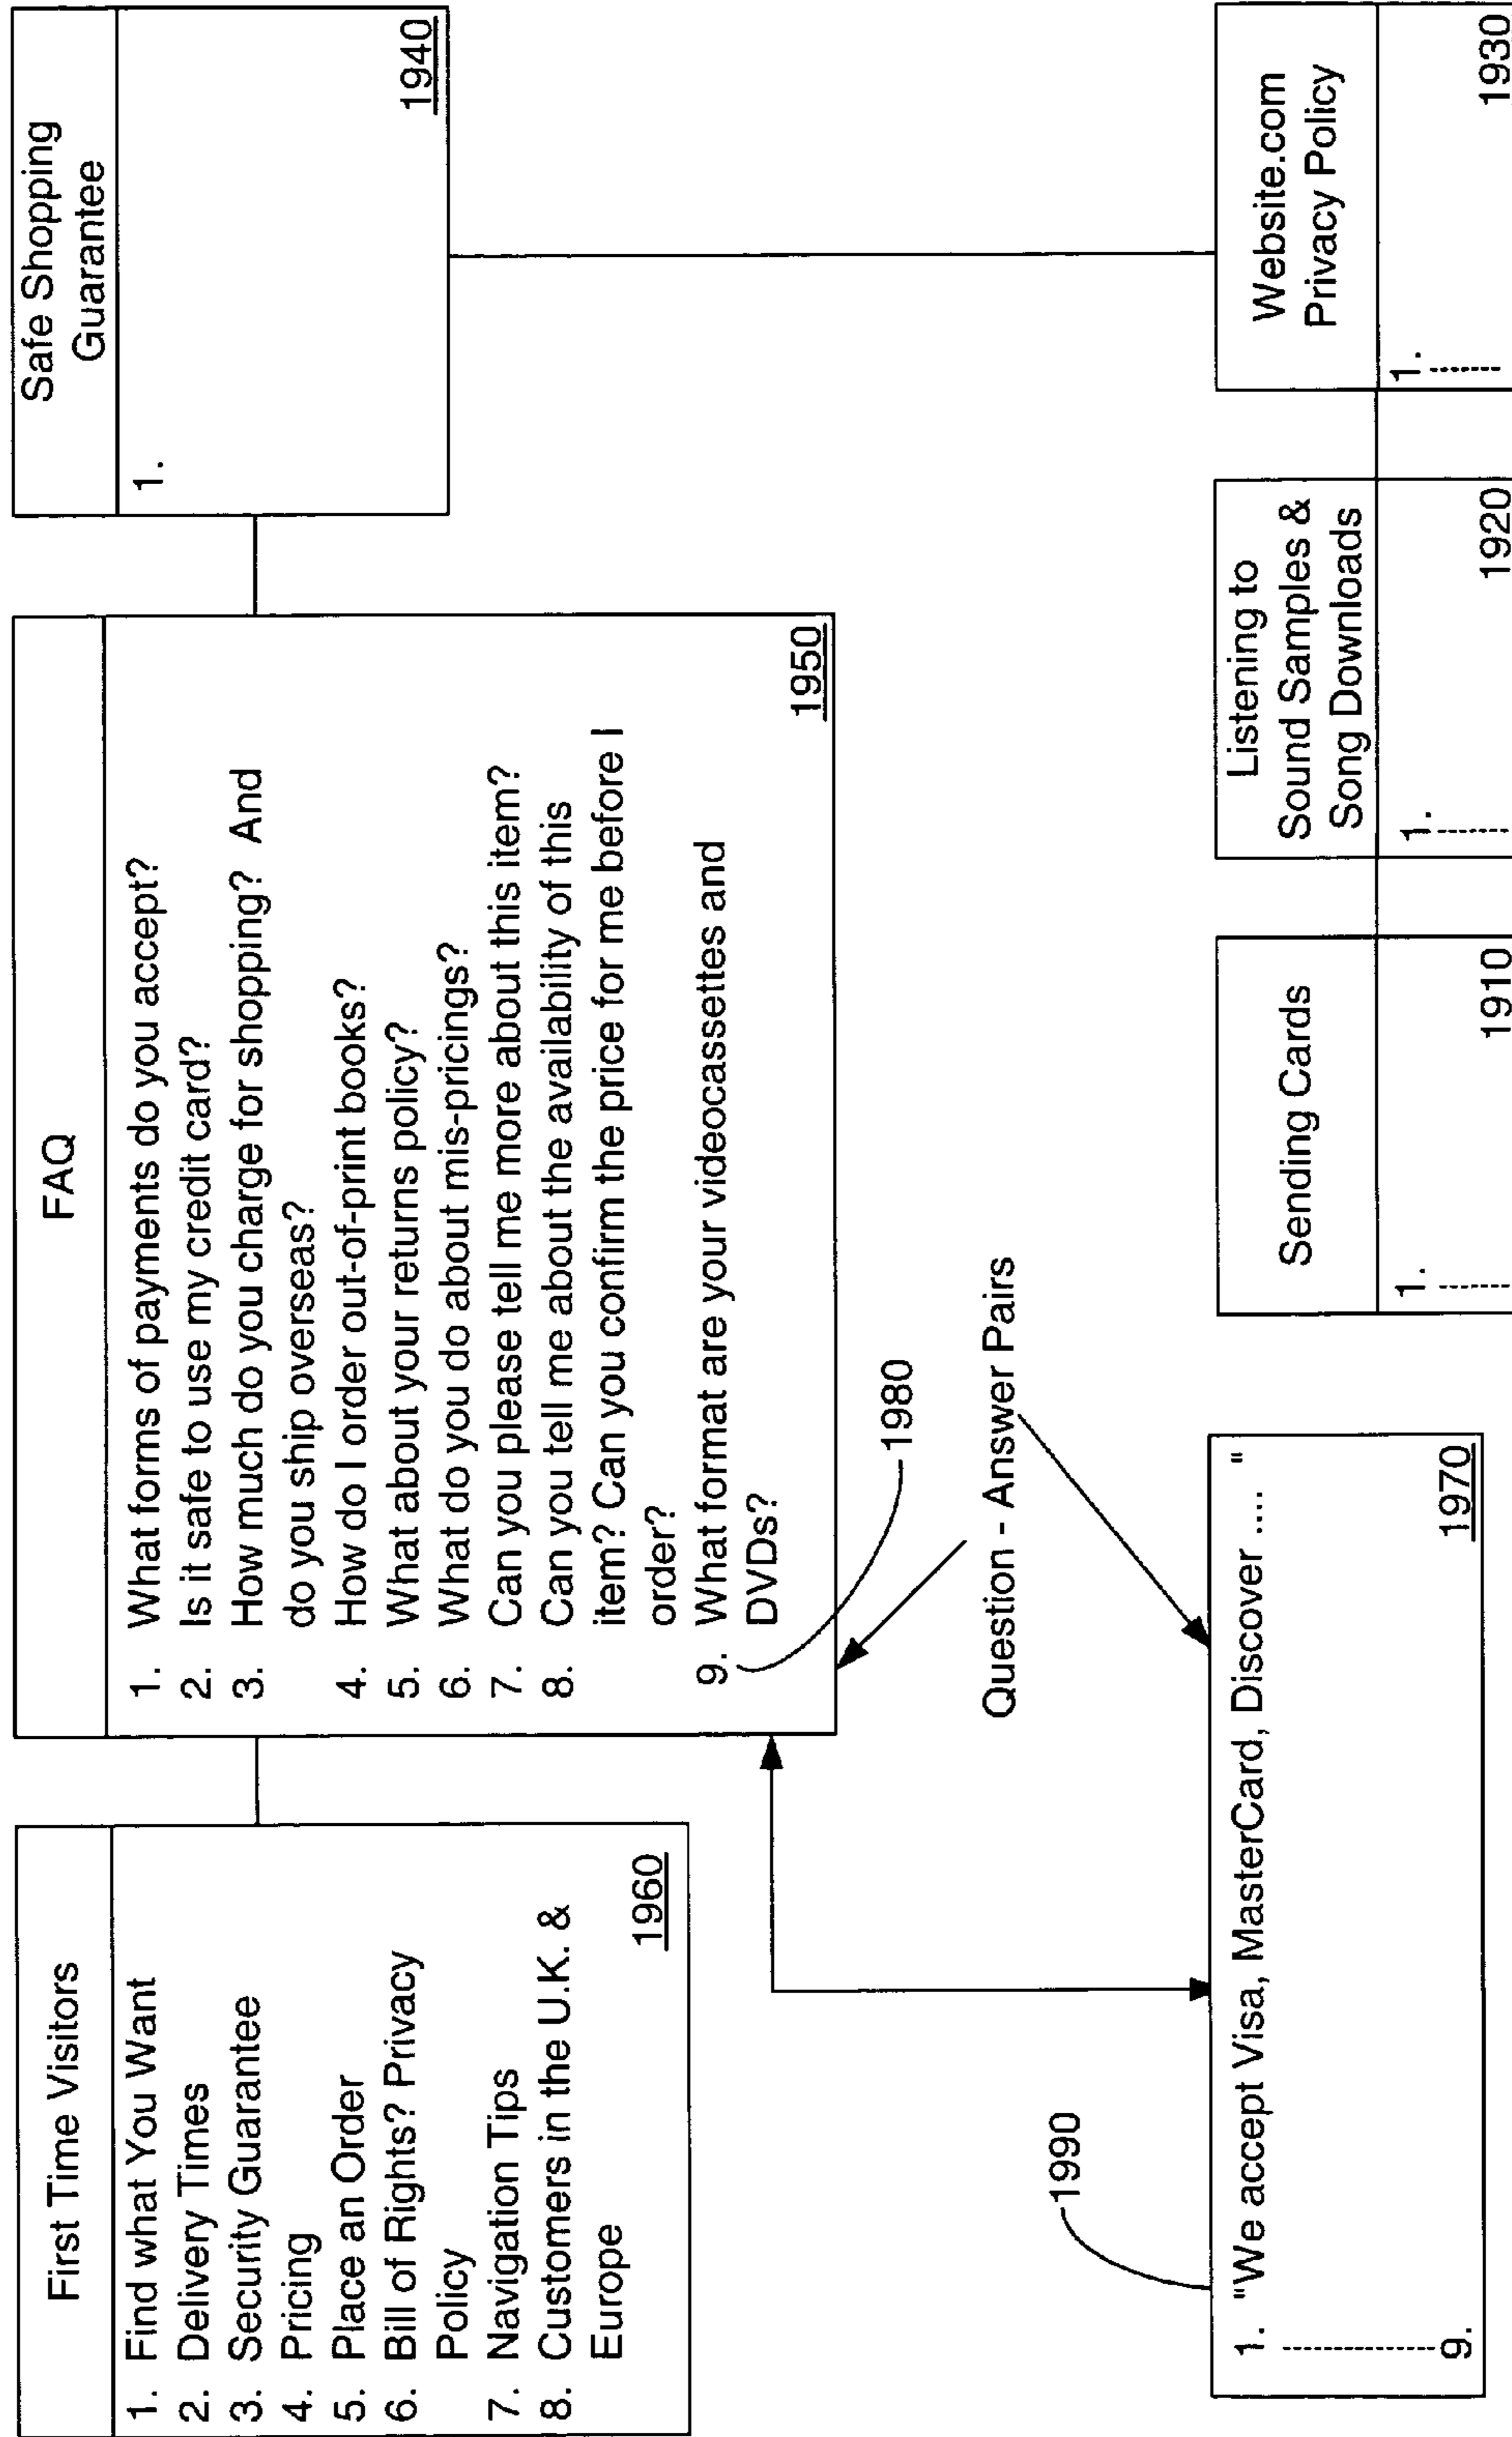 First Time Visitors
1. Find what You Want
2. Delivery Times
3. Security Guarantee
4. Pricing
5. Place an Order
6. Bill of Rights? Privacy
Policy
7. Navigation Tips
8. Customers in the U.K. &
Europe
1960
FAQ
1. What forms of payments do you accept?
2. Is it safe to use my credit card?
3. How much do you charge for shopping? And
do you ship overseas?
4. How do I order out-of-print books?
5. What about your returns policy?
6. What do you do about mis-pricings?
7. Can you please tell me more about this item?
8. Can you tell me about the availability of this
item? Can you confirm the price for me before I
order?
9. What format are your videocassettes and
DVDs?
1950
Safe Shopping
Guarantee
1.
1940
1980
Question - Answer Pairs
1990
1. "We accept Visa, MasterCard, Discover .... "
9.
1970
Sending Cards
1.
1910
Listening to
Sound Samples &
Song Downloads
1.
1920
Website.com
Privacy Policy
1.
1930